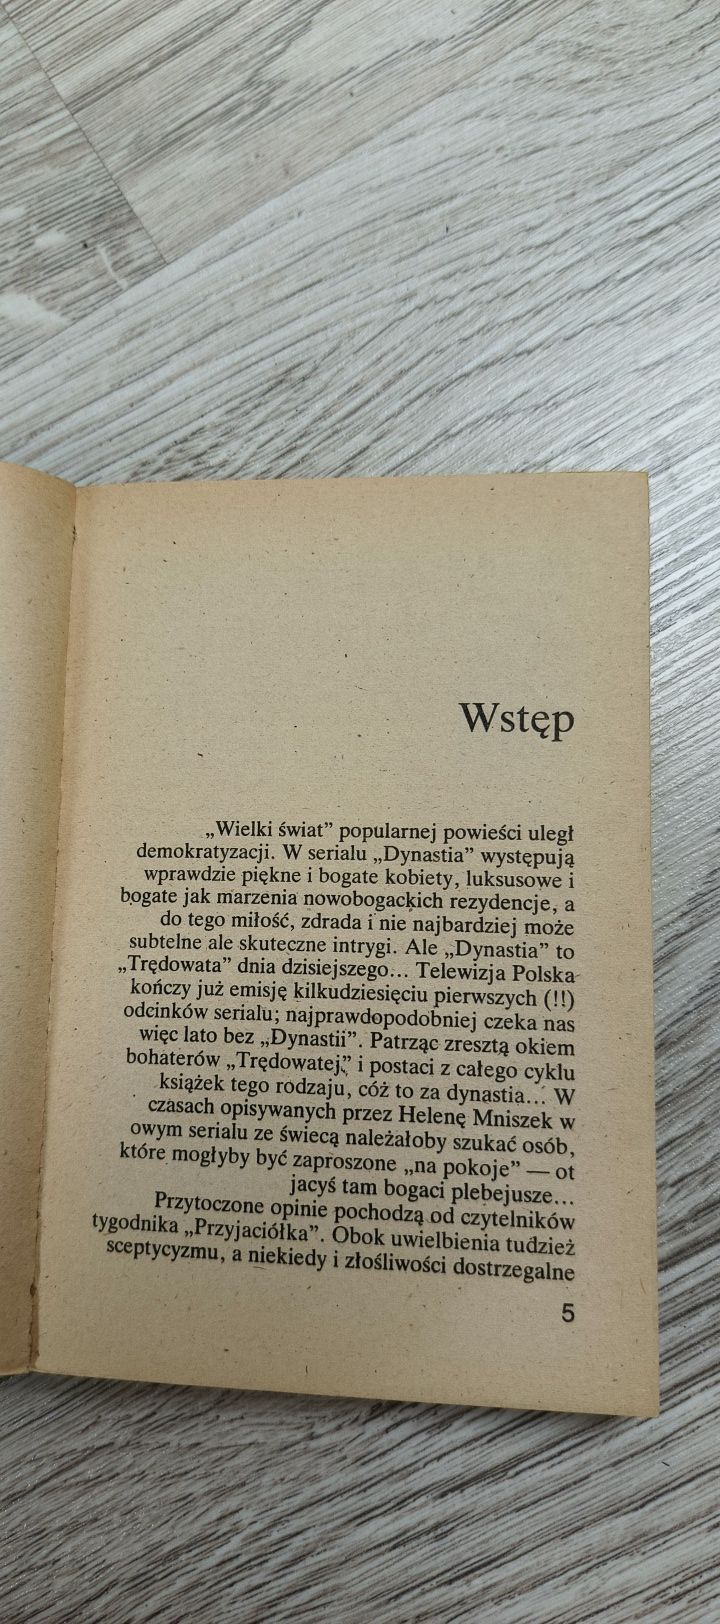 Wstęp
„Wielki świat” popularnej powieści uległ
demokratyzacji. W serialu „Dynastia” występują
wprawdzie piękne i bogate kobiety, luksusowe i
bogate jak marzenia nowobogackich rezydencje, a
do tego miłość, zdrada i nie najbardziej może
subtelne ale skuteczne intrygi. Ale „Dynastia” to
„Trędowata” dnia dzisiejszego... Telewizja Polska
kończy już emisję kilkudziesięciu pierwszych (!!)
odcinków serialu; najprawdopodobniej czeka nas
więc lato bez „Dynastii”. Patrząc zresztą okiem
bohaterów „Trędowatej” i postaci z całego cyklu
książek tego rodzaju, cóż to za dynastia... W
czasach opisywanych przez Helenę Mniszek w
owym serialu ze świecą należałoby szukać osób,
które mogłyby być zaproszone „na pokoje” — ot
jacyś tam bogaci plebejusze...
Przytoczone opinie pochodzą od czytelników
tygodnika „Przyjaciółka”. Obok uwielbienia tudzież
sceptycyzmu, a niekiedy i złośliwości dostrzegalne
5